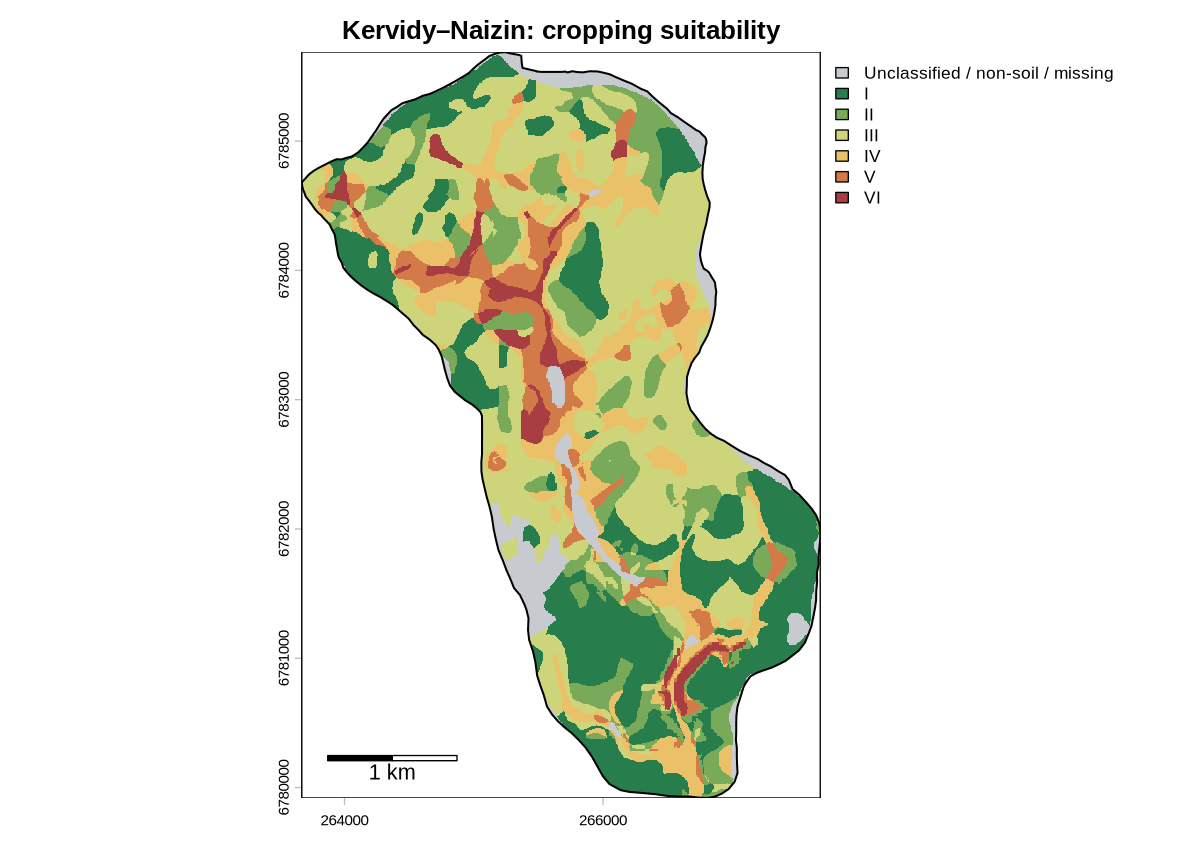 Kervidy–Naizin: cropping suitability
Unclassified / non-soil / missing
I
II
III
IV
V
VI
6785000
6784000
6783000
6782000
6781000
6780000
1 km
264000
266000